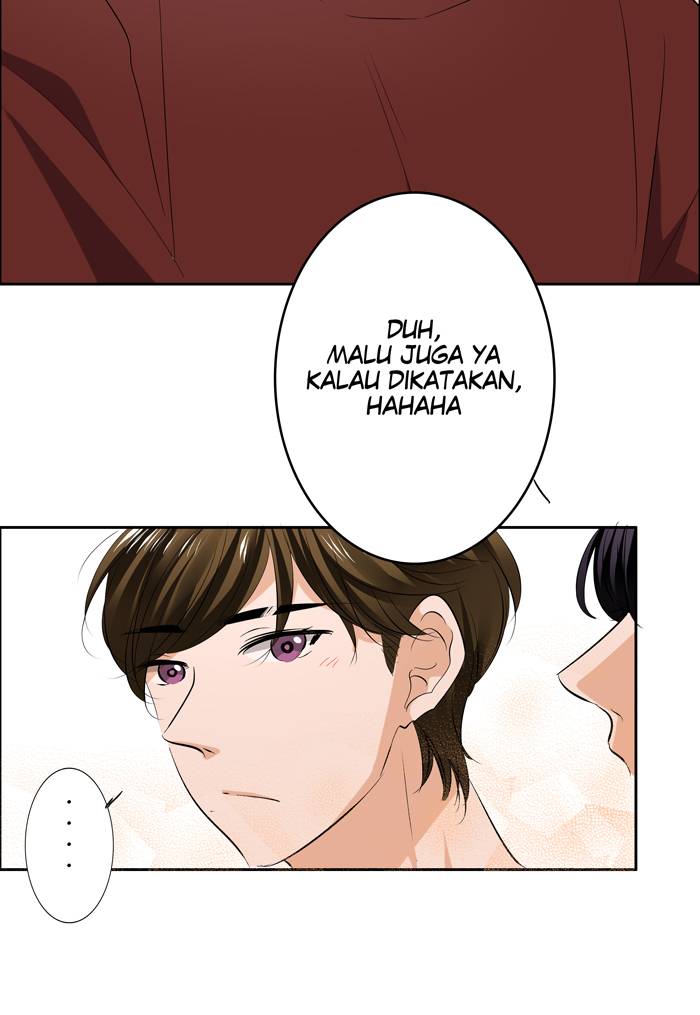 DUH,
MALU JUGA YA
KALAU DIKATAKAN,
HAHAHA
....